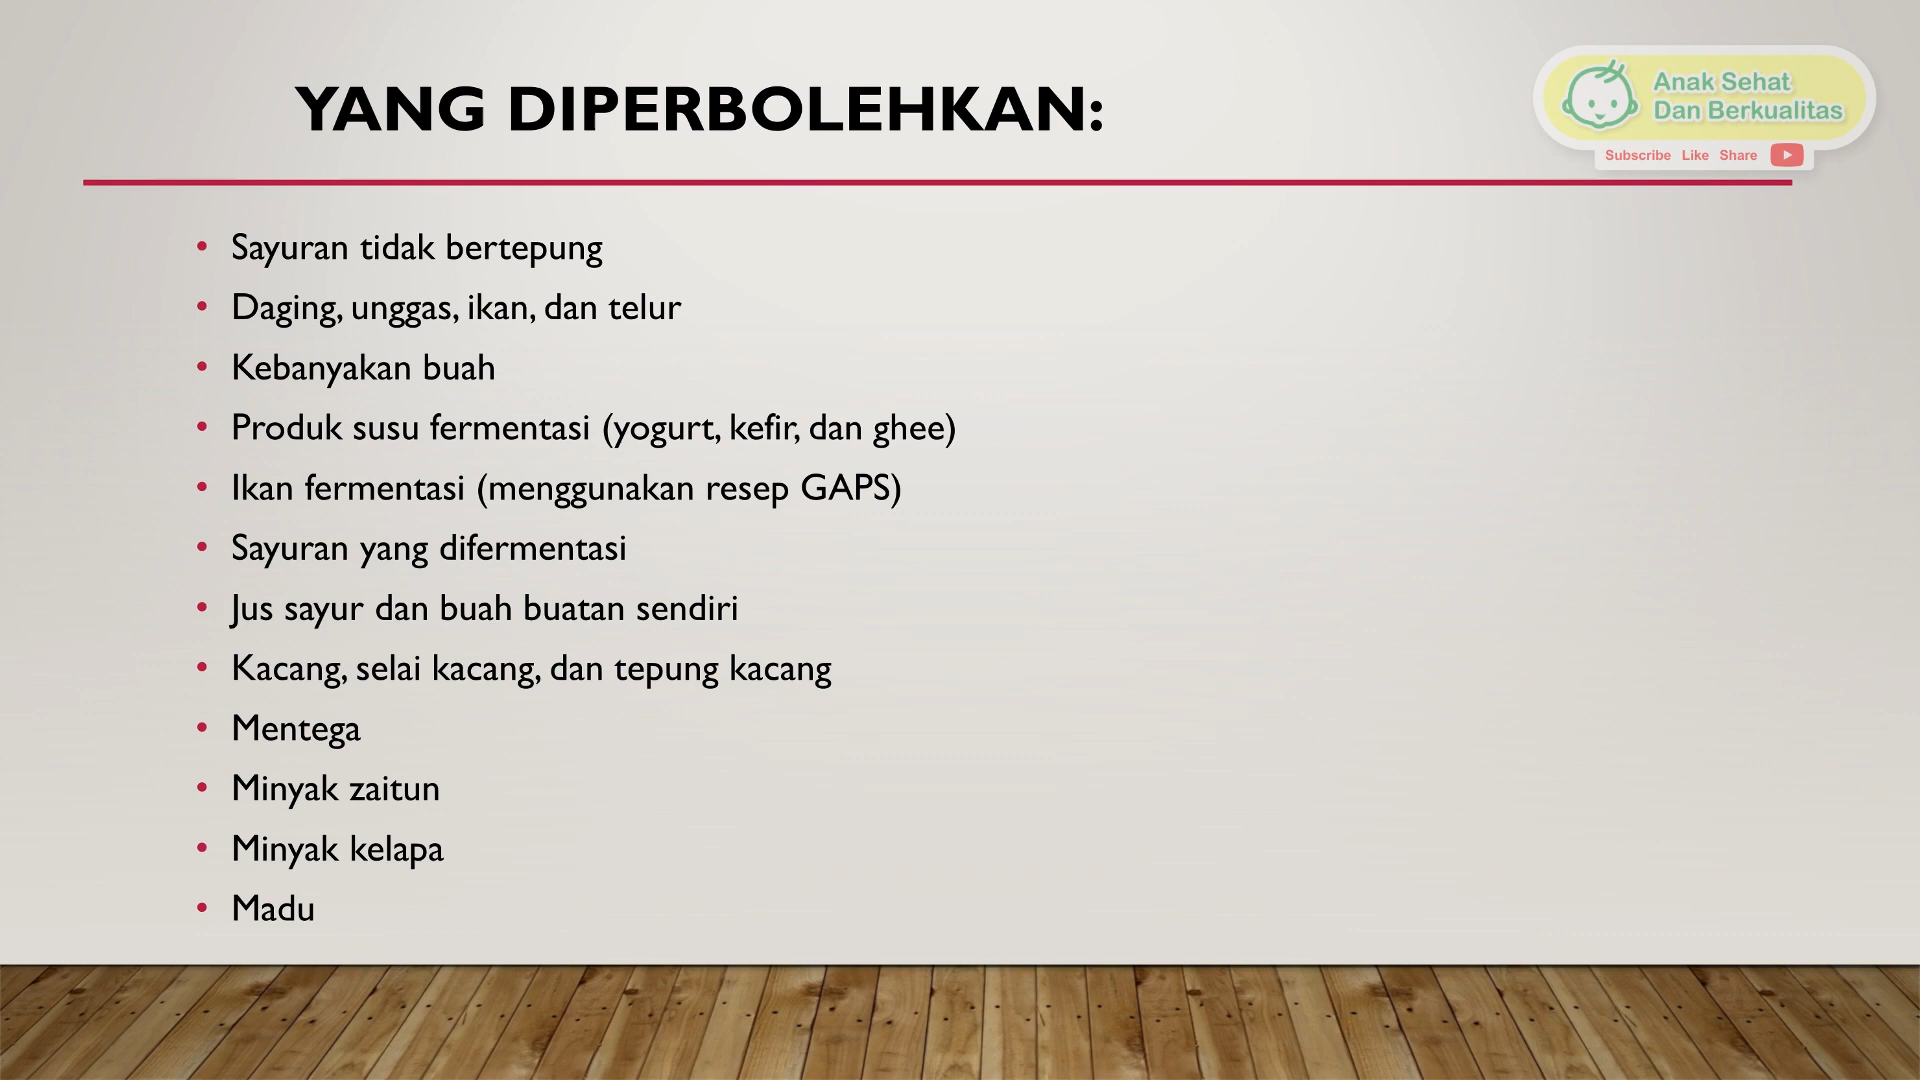 YANG DIPERBOLEHKAN:
Anak Sehat
Dan Berkualitas
Subscribe Like Share
• Sayuran tidak bertepung
• Daging, unggas, ikan, dan telur
• Kebanyakan buah
• Produk susu fermentasi (yogurt, kefir, dan ghee)
• Ikan fermentasi (menggunakan resep GAPS)
• Sayuran yang difermentasi
• Jus sayur dan buah buatan sendiri
• Kacang, selai kacang, dan tepung kacang
• Mentega
• Minyak zaitun
• Minyak kelapa
• Madu